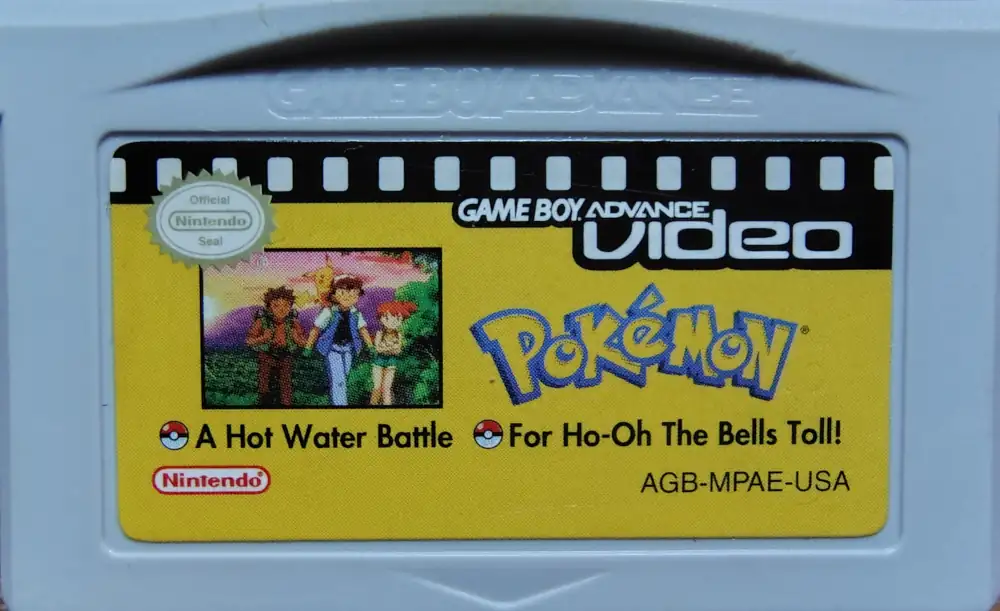 GAME BOY ADVANCE
Official
Nintendo
Seal
GAME BOY ADVANCE
video
POKéMON®
A Hot Water Battle
For Ho-Oh The Bells Toll!
Nintendo®
AGB-MPAE-USA